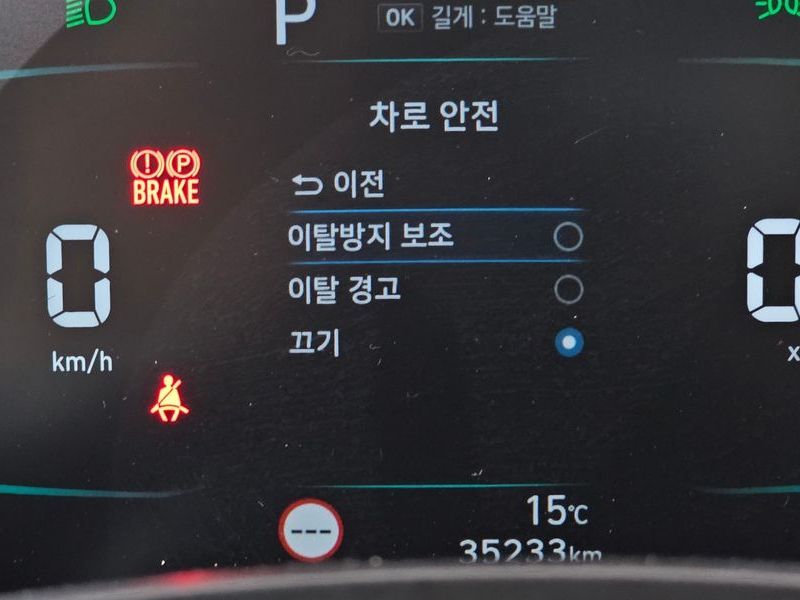 P
OK 길게 : 도움말
차로 안전
BRAKE
이전
이탈방지 보조
이탈 경고
끄기
0
km/h
0
x
---
15℃
35233km